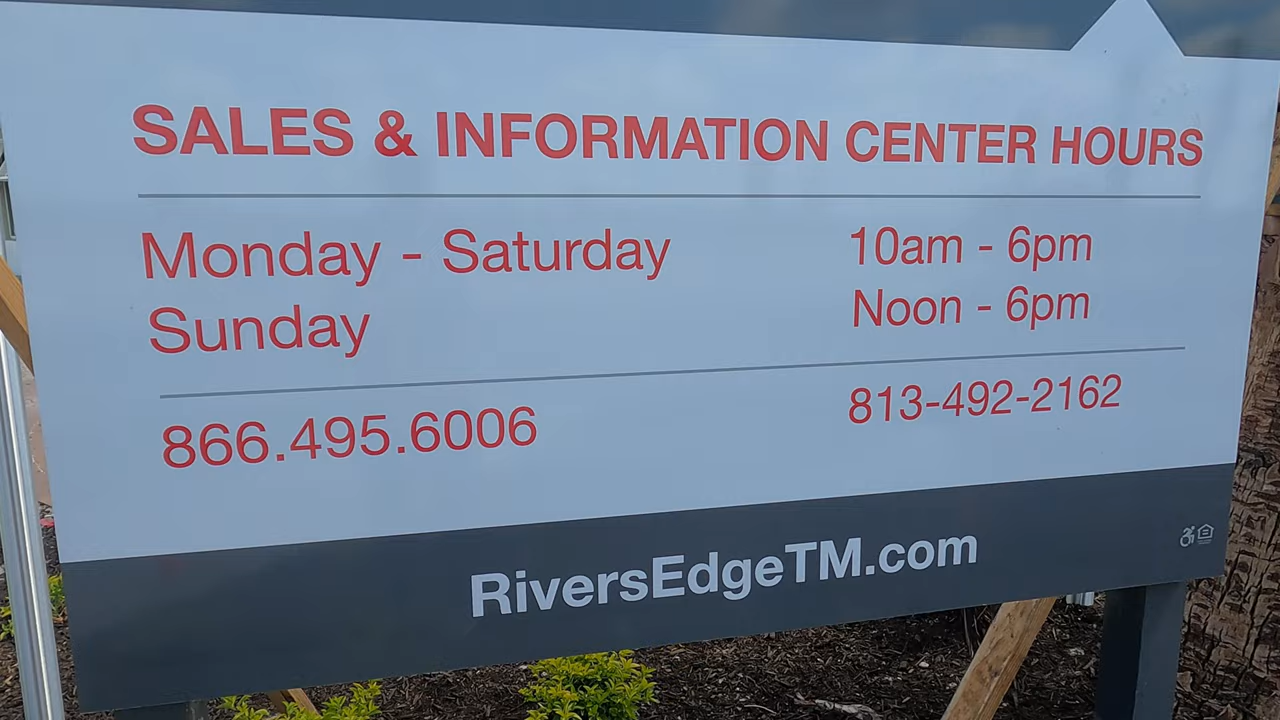 SALES & INFORMATION CENTER HOURS
Monday - Saturday 10am - 6pm
Sunday Noon - 6pm
866.495.6006 813-492-2162
RiversEdgeTM.com